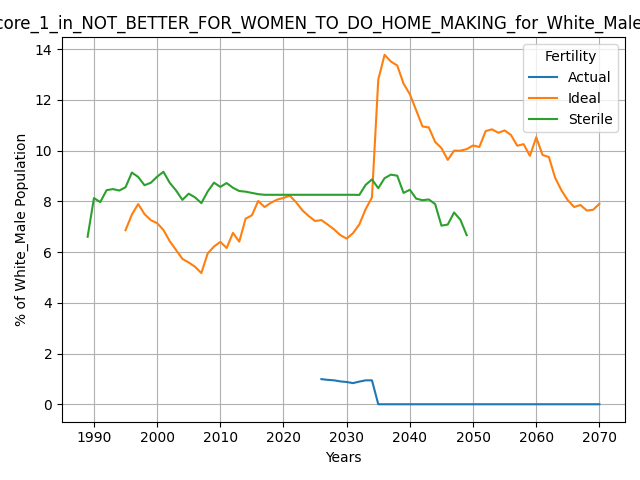 core_1_in_NOT_BETTER_FOR_WOMEN_TO_DO_HOME_MAKING_for_White_Male
Fertility
Actual
Ideal
Sterile
% of White_Male Population
14
12
10
8
6
4
2
0
1990 2000 2010 2020 2030 2040 2050 2060 2070
Years